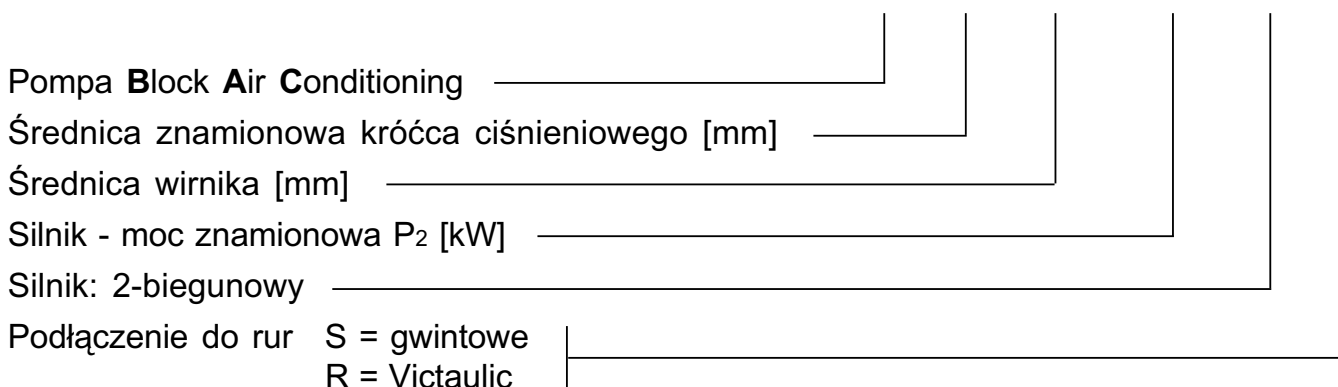 Pompa Block Air Conditioning
Średnica znamionowa króćca ciśnieniowego [mm]
Średnica wirnika [mm]
Silnik - moc znamionowa P2 [kW]
Silnik: 2-biegunowy
Podłączenie do rur S = gwintowe
R = Victaulic